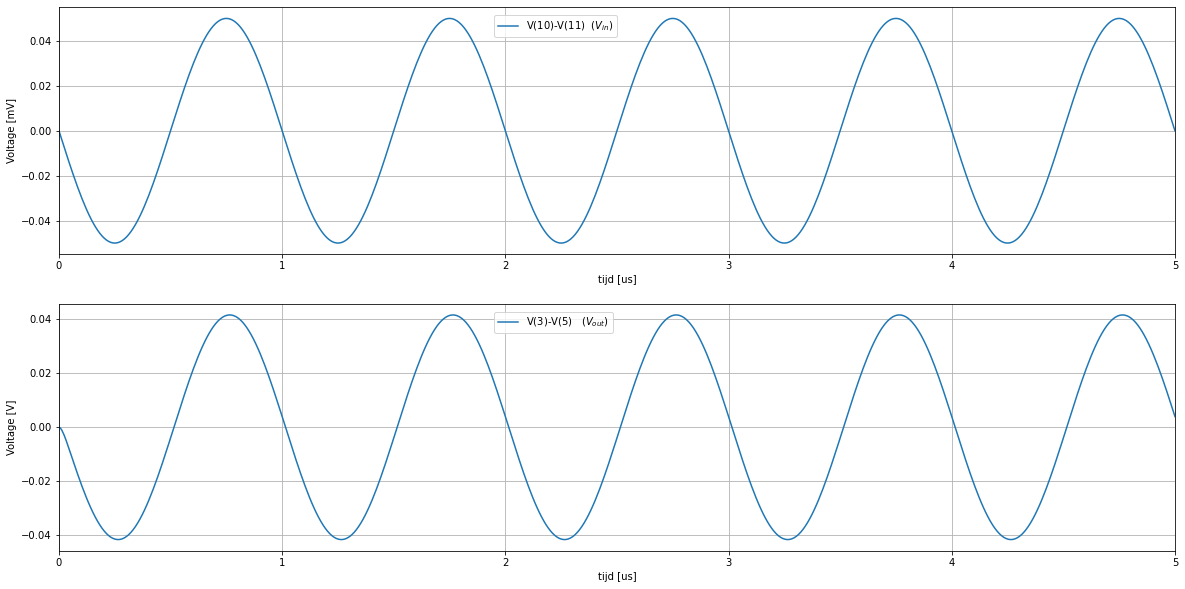 V(10)-V(11) (V_in)
0.04
0.02
0.00
−0.02
−0.04
Voltage [mV]
0 1 2 3 4 5
tijd [us]
V(3)-V(5) (V_out)
0.04
0.02
0.00
−0.02
−0.04
Voltage [V]
0 1 2 3 4 5
tijd [us]